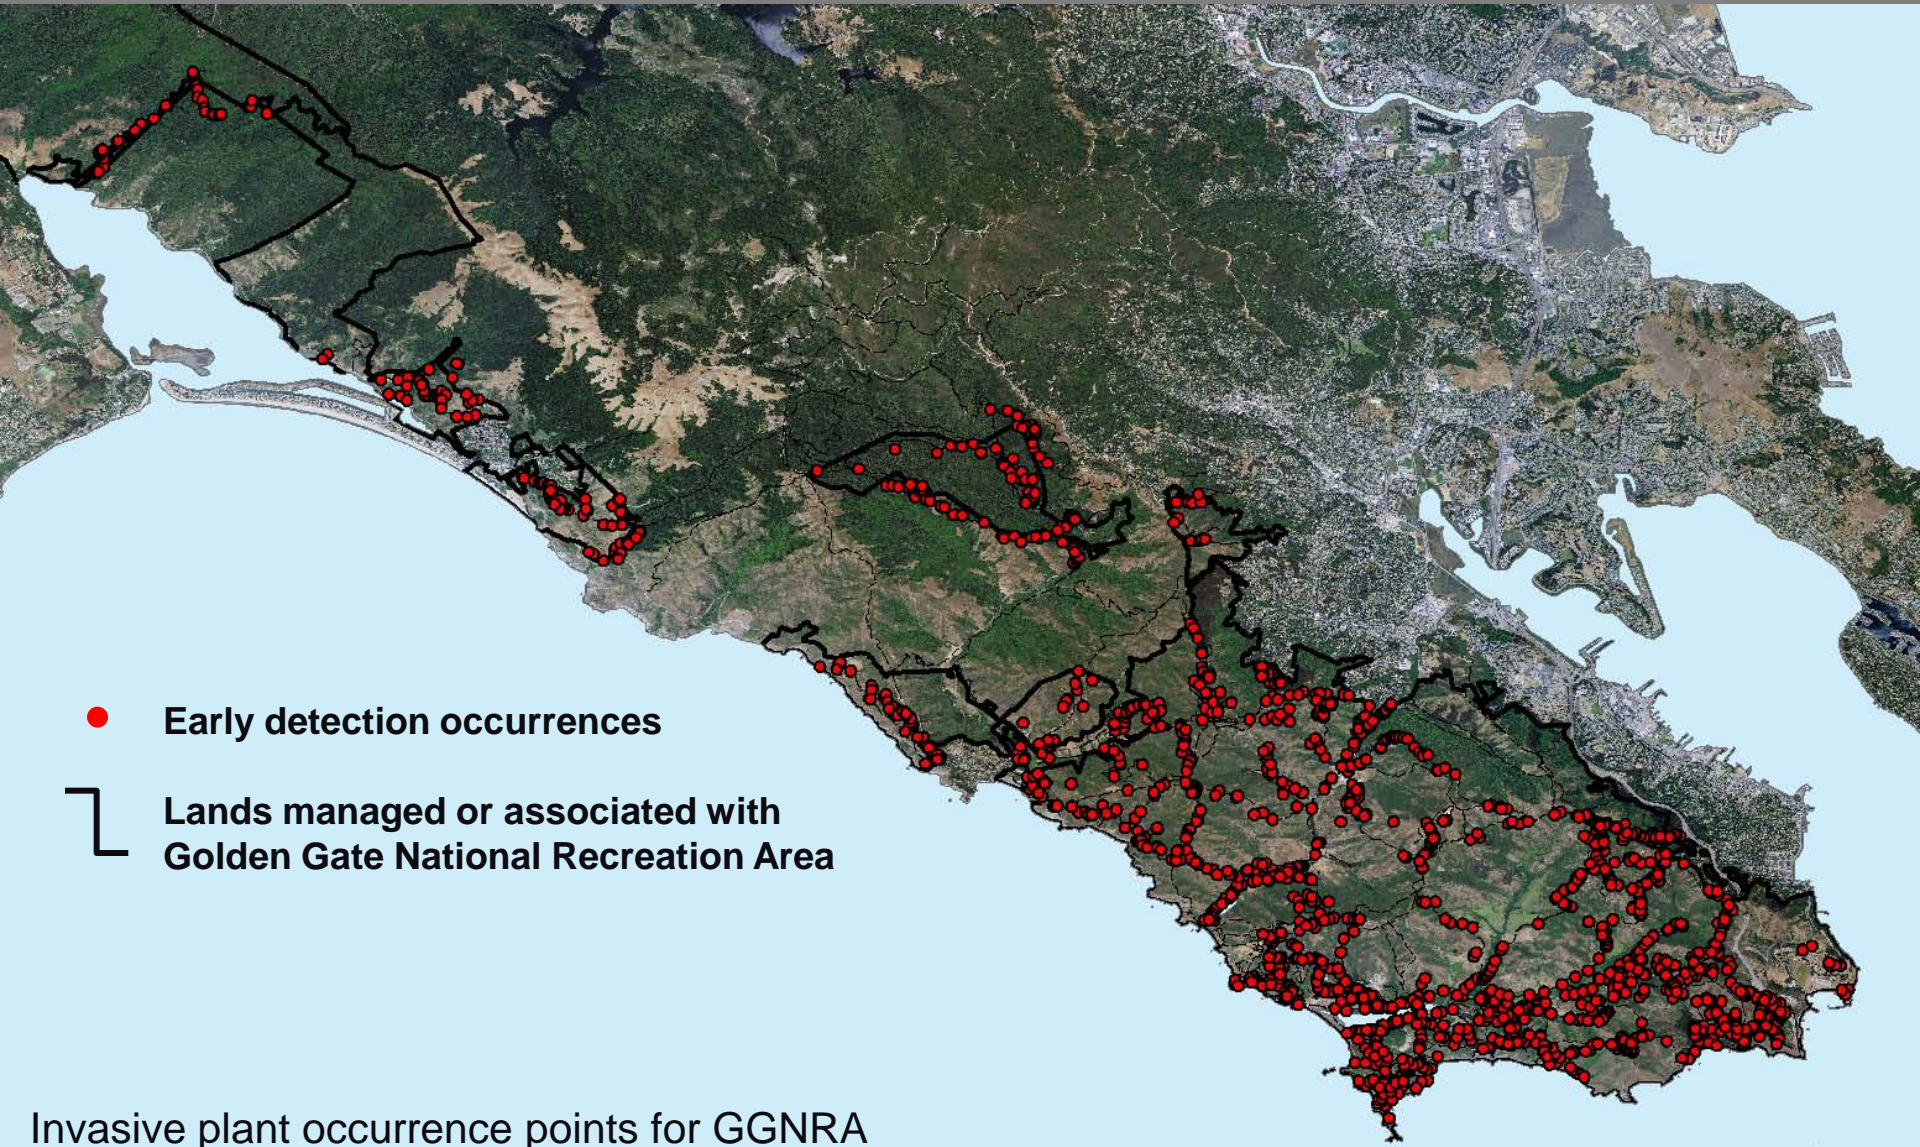 Early detection occurrences
Lands managed or associated with
Golden Gate National Recreation Area
Invasive plant occurrence points for GGNRA